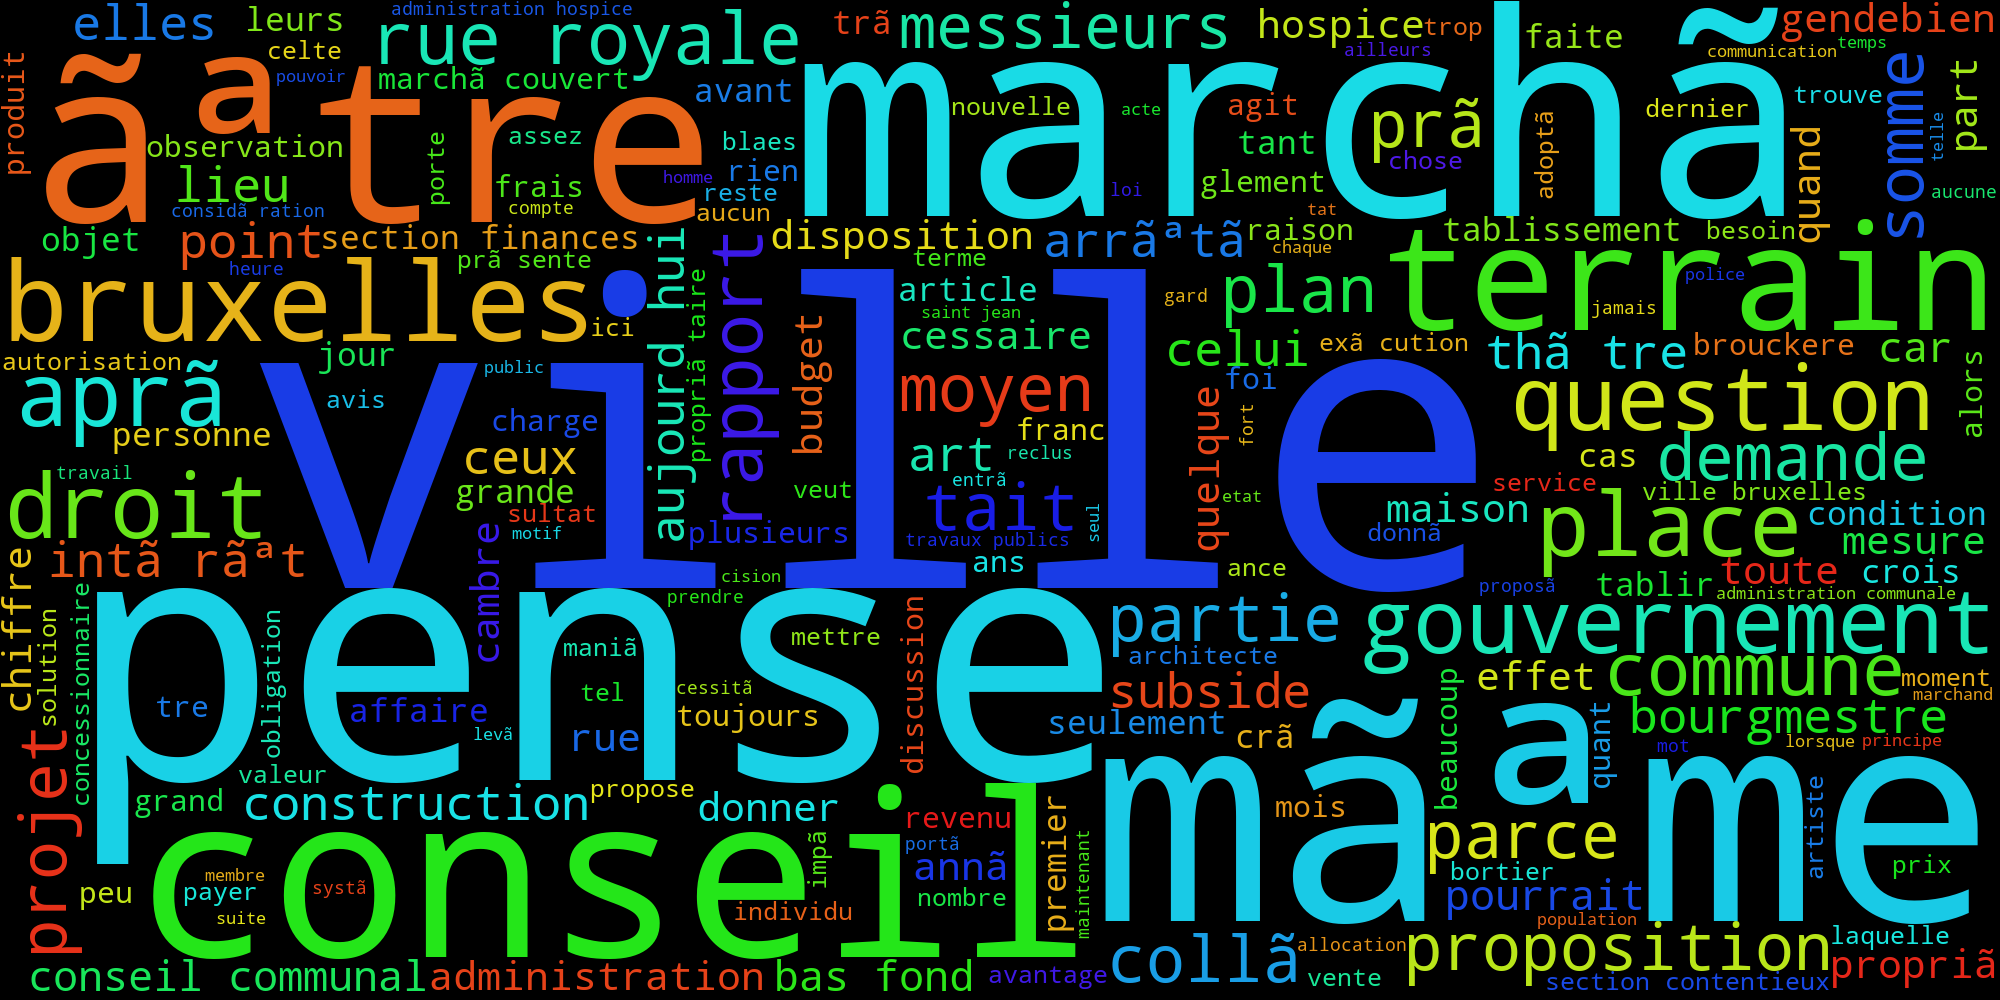 administration hospice
elles
leurs
rue royale
trã
messieurs
hospice
trop
gendebien
celte
ailleurs
faite
communication
temps
pouvoir
marchã couvert
avant
ãªtre
marchã
produit
nouvelle
acte
agit
prã
dernier
trouve
somme
part
observation
porte
assez
blaes
tant
chose
adoptã
quand
telle
lieu
frais
homme
rien
reste
loi
glement
aucune
considã ration
compte
aucun
tat
objet
point
section finances
disposition
arrãªtã
raison
chaque
tablissement
besoin
heure
prã sente
aujourd hui
propriã taire
rapport
terme
gard
plan
terrain
police
bruxelles
ici
budget
article
saint jean
cessaire
celui
exã cution
jamais
thã tre
brouckere
car
autorisation
jour
public
ville
aprã
avis
moyen
foi
fort
question
alors
personne
charge
franc
quelque
travail
ceux
art
reclus
cas
demande
droit
grande
veut
entrã
tait
etat
service
ville bruxelles
sultat
maison
place
condition
motif
plusieurs
travaux publics
seul
donnã
mesure
intã rãªt
cambre
ans
ance
cision
toute
crois
chiffre
solution
concessionnaire
prendre
proposã
tablir
administration communale
pense
obligation
maniã
mettre
discussion
partie
gouvernement
architecte
tre
affaire
tel
cessitã
toujours
subside
effet
commune
moment
marchand
levã
rue
seulement
crã
beaucoup
quant
bourgmestre
mot
lorsque
principe
projet
valeur
propose
mãªme
grand
construction
donner
mois
artiste
revenu
premier
maintenant
parce
conseil
impã
portã
annã
bortier
prix
membre
peu
payer
systã
nombre
pourrait
suite
individu
population
collã
allocation
proposition
laquelle
conseil communal
administration
bas fond
avantage
vente
section contentieux
propriã